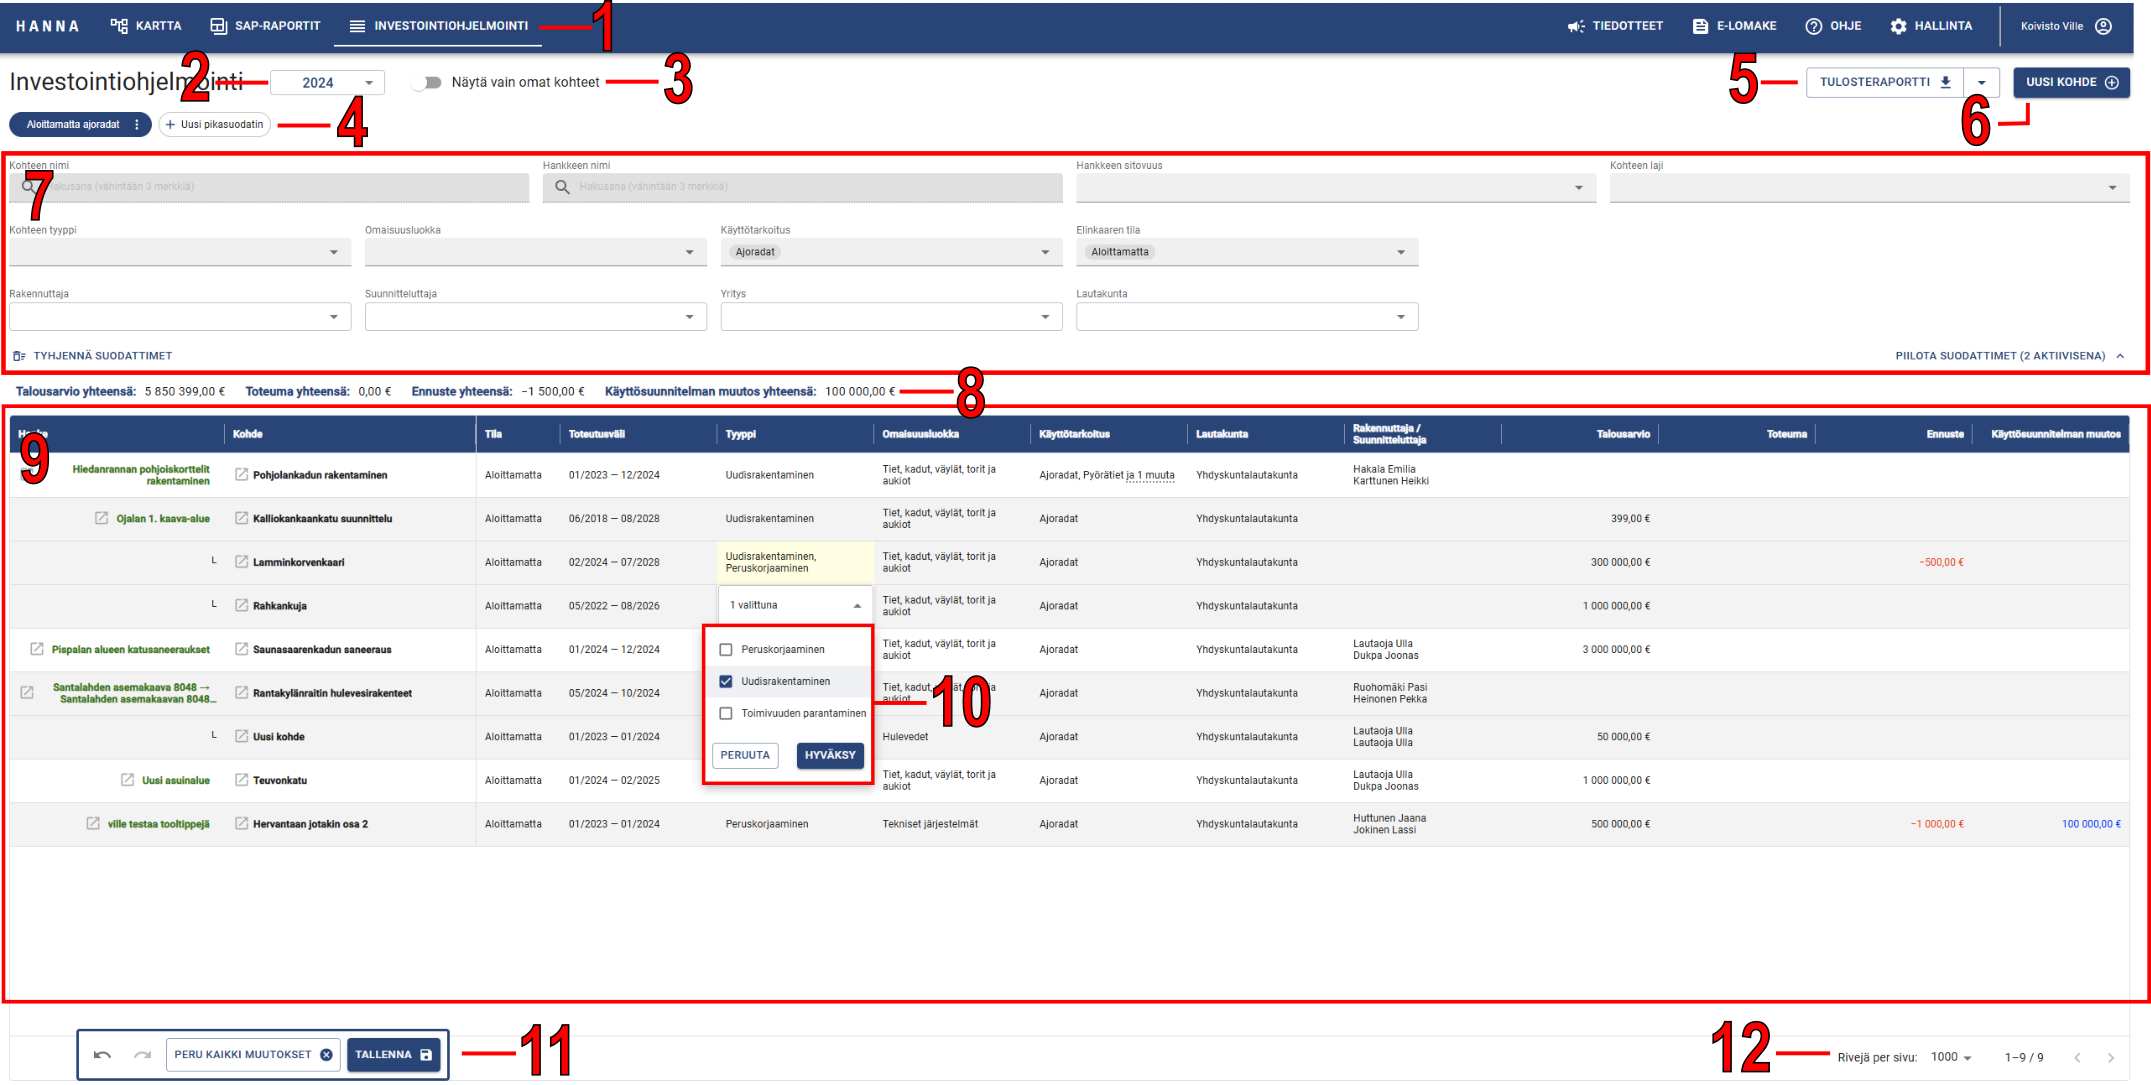 HANNA KARTTA SAP-RAPORTIT INVESTOINTIOHJELMOINTI 1 TIEDOTTEET E-LOMAKE OHJE HALLINTA Koivisto Ville
Investointiohjelmointi 2 2024 Näytä vain omat kohteet 3 5 TULOSTERAPORTTI UUSI KOHDE
Aloittamatta ajoradat + Uusi pikasuodatin 4 6
Kohteen nimi Hankkeen nimi Hankkeen sitovuus Kohteen laji
7 Hakusana (vähintään 3 merkkiä) Hakusana (vähintään 3 merkkiä)
Kohteen tyyppi Omaisuusluokka Käyttötarkoitus Elinkaaren tila
Ajoradat Aloittamatta
Rakennuttaja Suunnitteluttaja Yritys Lautakunta
TYHJENNÄ SUODATTIMET PIILOTA SUODATTIMET (2 AKTIIVISENA)
Talousarvio yhteensä: 5 850 399,00 € Toteuma yhteensä: 0,00 € Ennuste yhteensä: −1 500,00 € Käyttösuunnitelman muutos yhteensä: 100 000,00 € 8
9 Hanke Kohde Tila Toteutusväli Tyyppi Omaisuusluokka Käyttötarkoitus Lautakunta Rakennuttaja / Suunnitteluttaja Talousarvio Toteuma Ennuste Käyttösuunnitelman muutos
Hiedanrannan pohjoiskorttelit rakentaminen Pohjolankadun rakentaminen Aloittamatta 01/2023 — 12/2024 Uudisrakentaminen Tiet, kadut, väylät, torit ja aukiot Ajoradat, Pyörätiet ja 1 muuta Yhdyskuntalautakunta Hakala Emilia Karttunen Heikki
Ojalan 1. kaava-alue Kalliokankaankatu suunnittelu Aloittamatta 06/2018 — 08/2028 Uudisrakentaminen Tiet, kadut, väylät, torit ja aukiot Ajoradat Yhdyskuntalautakunta 399,00 €
L Lamminkorvenkaari Aloittamatta 02/2024 — 07/2028 Uudisrakentaminen, Peruskorjaaminen Tiet, kadut, väylät, torit ja aukiot Ajoradat Yhdyskuntalautakunta 300 000,00 € −500,00 €
L Rahkankuja Aloittamatta 05/2022 — 08/2026 1 valittuna Tiet, kadut, väylät, torit ja aukiot Ajoradat Yhdyskuntalautakunta 1 000 000,00 €
Pispalan alueen katusaneeraukset Saunasaarenkadun saneeraus Aloittamatta 01/2024 — 12/2024 Peruskorjaaminen Tiet, kadut, väylät, torit ja aukiot Ajoradat Yhdyskuntalautakunta Lautaoja Ulla Dukpa Joonas 3 000 000,00 €
Santalahden asemakaava 8048 → Santalahden asemakaavan 8048... Rantakylänraitin hulevesirakenteet Aloittamatta 05/2024 — 10/2024 Uudisrakentaminen Tiet, kadut, väylät, torit ja aukiot 10 Ajoradat Yhdyskuntalautakunta Ruohomäki Pasi Heinonen Pekka
Toimivuuden parantaminen
L Uusi kohde Aloittamatta 01/2023 — 01/2024 Hulevedet Ajoradat Yhdyskuntalautakunta Lautaoja Ulla Lautaoja Ulla 50 000,00 €
PERUUTA HYVÄKSY
Uusi asuinalue Teuvonkatu Aloittamatta 01/2024 — 02/2025 Tiet, kadut, väylät, torit ja aukiot Ajoradat Yhdyskuntalautakunta Lautaoja Ulla Dukpa Joonas 1 000 000,00 €
ville testaa tooltippejä Hervantaan jotakin osa 2 Aloittamatta 01/2023 — 01/2024 Peruskorjaaminen Tekniset järjestelmät Ajoradat Yhdyskuntalautakunta Huttunen Jaana Jokinen Lassi 500 000,00 € −1 000,00 € 100 000,00 €
PERU KAIKKI MUUTOKSET TALLENNA 11 12 Rivejä per sivu: 1000 1–9 / 9